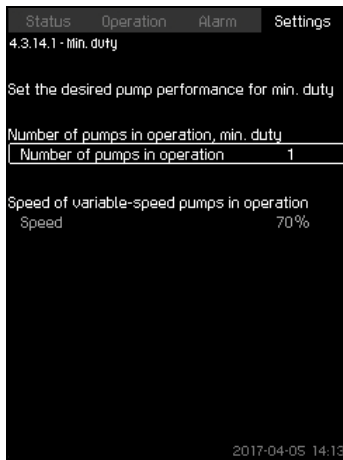 Status Operation Alarm Settings
4.3.14.1 - Min. duty
Set the desired pump performance for min. duty
Number of pumps in operation, min. duty
Number of pumps in operation 1
Speed of variable-speed pumps in operation
Speed 70%
2017-04-05 14:13